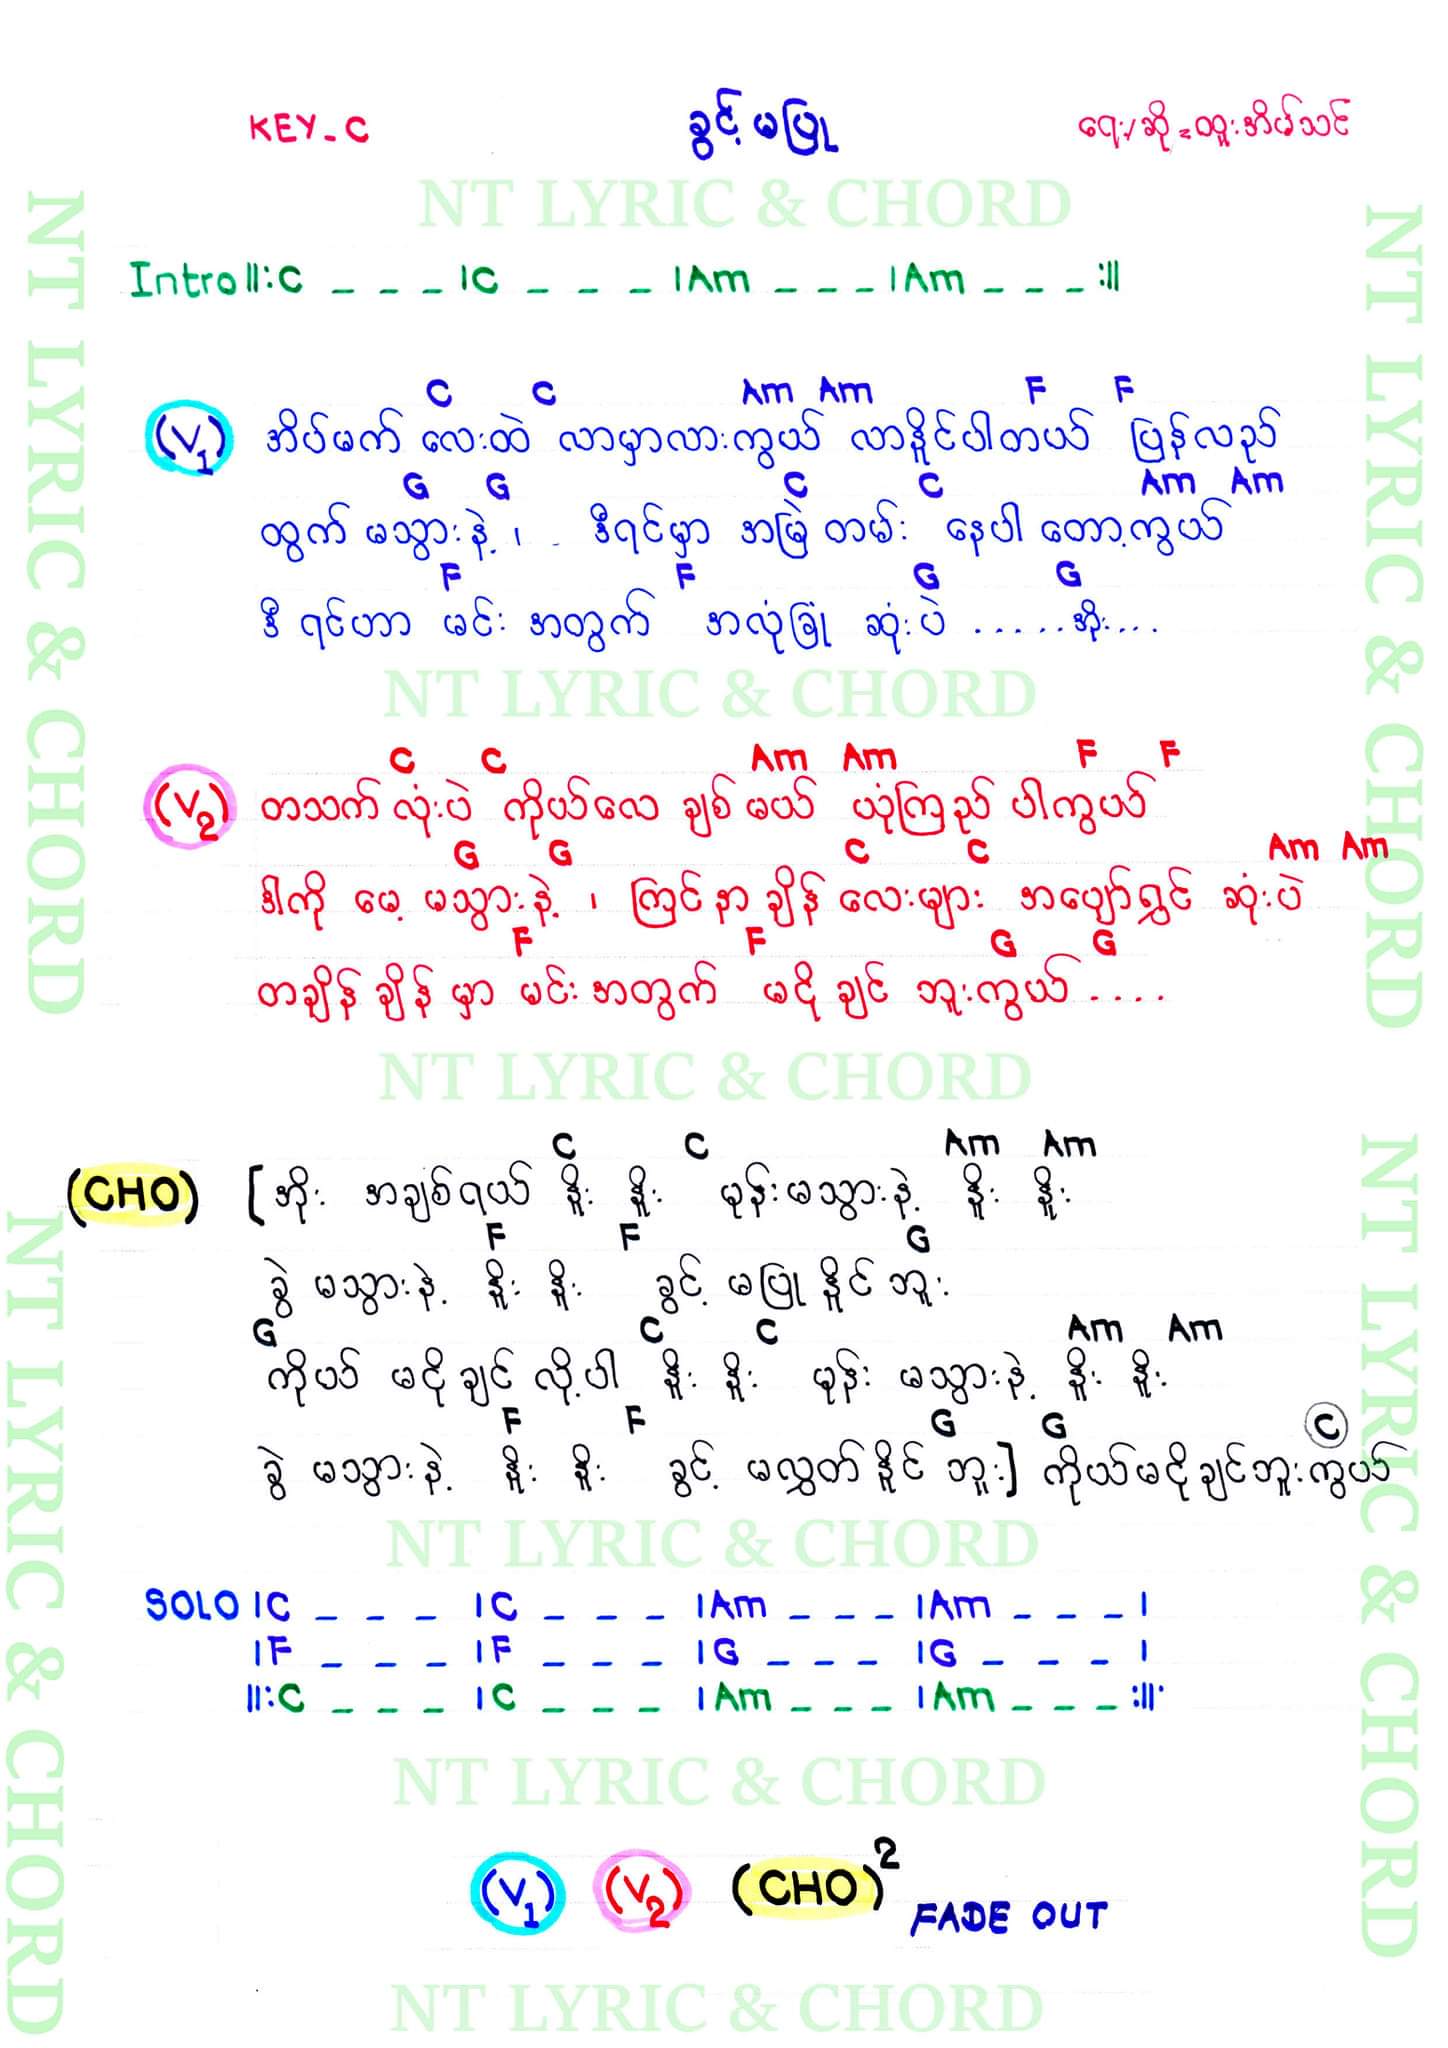 KEY - C
ခွင့်မပြု
ရေး/ဆို = ထူးအိမ်သင်
NT LYRIC & CHORD
Intro ||: C _ _ _ | C _ _ _ | Am _ _ _ | Am _ _ _ :||
C C Am Am F F
(V1) အိပ်မက် လေးထဲ လာမှာလားကွယ် လာနိူင်ပါတယ် ပြန်လည်
G G C C Am Am
ထွက် မသွားနဲ့ ၊ ဒီရင်မှာ အမြဲ တမ်း နေပါ တော့ကွယ်
F F G G
ဒီ ရင်ဟာ မင်း အတွက် အလုံခြုံ ဆုံးပဲ ......အိုး...
NT LYRIC & CHORD
C C Am Am F F
(V2) တသက် လုံးပဲ ကိုယ်လေ ချစ် မယ် ယုံကြည် ပါကွယ်
G G C C Am Am
ဒါကို မေ့ မသွားနဲ့ ၊ ကြင်နာ ချိန် လေးများ အပျော်ရွှင် ဆုံးပဲ
F F G G
တချိန် ချိန် မှာ မင်းအတွက် မငို ချင် ဘူးကွယ် ....
NT LYRIC & CHORD
C C Am Am
(CHO) [ အိုး အချစ်ရယ် နိူး နိူး မုန်းမသွားနဲ့ နိူး နိူး
F F G
ခွဲ မသွားနဲ့ နိူး နိူး ခွင့် မပြု နိူင် ဘူး
G C C Am Am
ကိုယ် မငို ချင် လို့ပါ နိူး နိူး မုန်း မသွားနဲ့ နိူး နိူး
F F G G C
ခွဲ မသွားနဲ့ နိူး နိူး ခွင့် မလွှတ် နိူင် ဘူး ] ကိုယ်မငိုချင်ဘူးကွယ်
NT LYRIC & CHORD
SOLO | C _ _ _ | C _ _ _ | Am _ _ _ | Am _ _ _ |
| F _ _ _ | F _ _ _ | G _ _ _ | G _ _ _ |
||: C _ _ _ | C _ _ _ | Am _ _ _ | Am _ _ _ :||
NT LYRIC & CHORD
(V1) (V2) (CHO)2 FADE OUT
NT LYRIC & CHORD
NT LYRIC & CHORD
NT LYRIC & CHORD
NT LYRIC & CHORD
NT LYRIC & CHORD